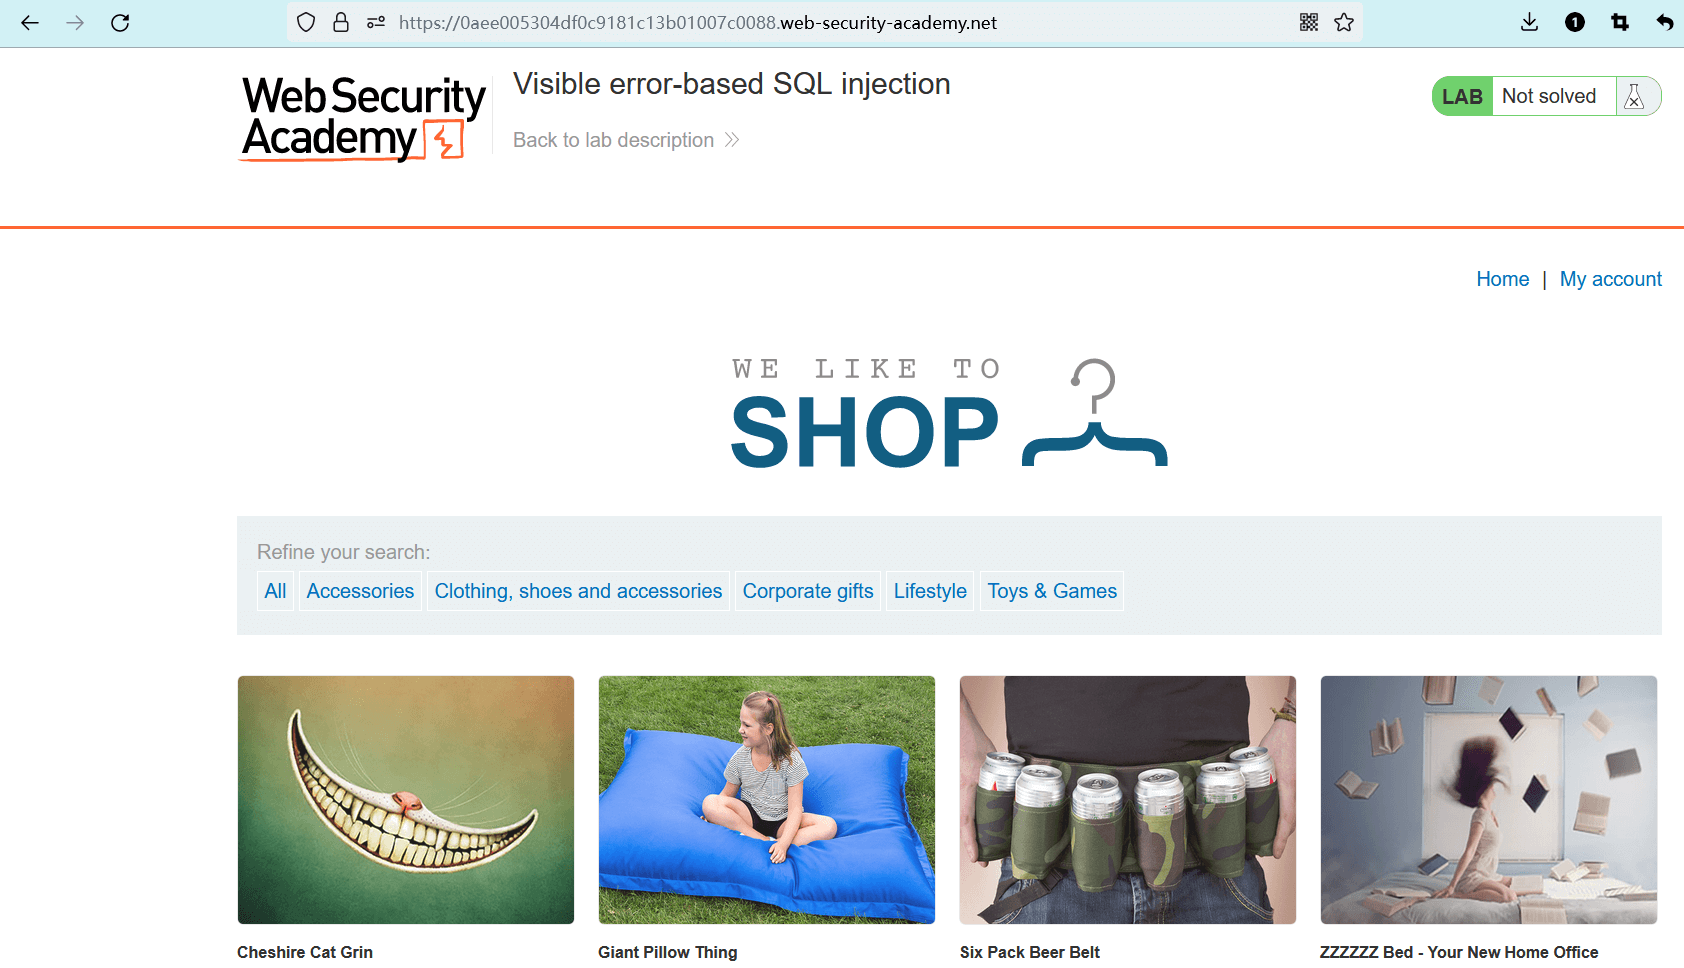 https://0aee005304df0c9181c13b01007c0088.web-security-academy.net
1
Web Security
Academy
Visible error-based SQL injection
Back to lab description
LAB Not solved
Home | My account
WE LIKE TO
SHOP
Refine your search:
All Accessories Clothing, shoes and accessories Corporate gifts Lifestyle Toys & Games
Cheshire Cat Grin Giant Pillow Thing Six Pack Beer Belt ZZZZZZ Bed - Your New Home Office